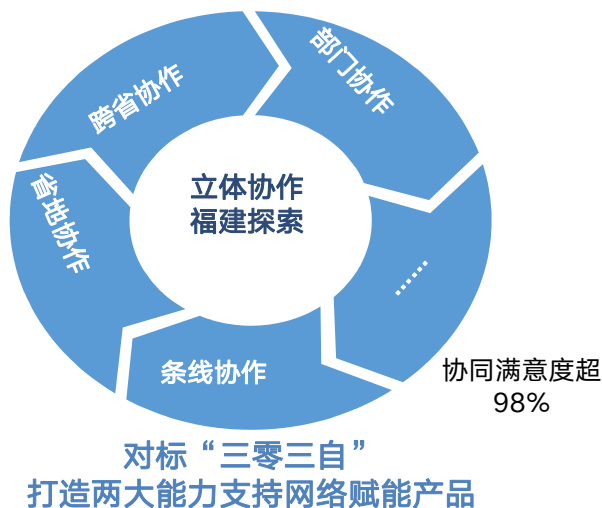 部门协作
跨省协作
立体协作
福建探索
省地协作
......
条线协作
协同满意度超
98%
对标“三零三自”
打造两大能力支持网络赋能产品